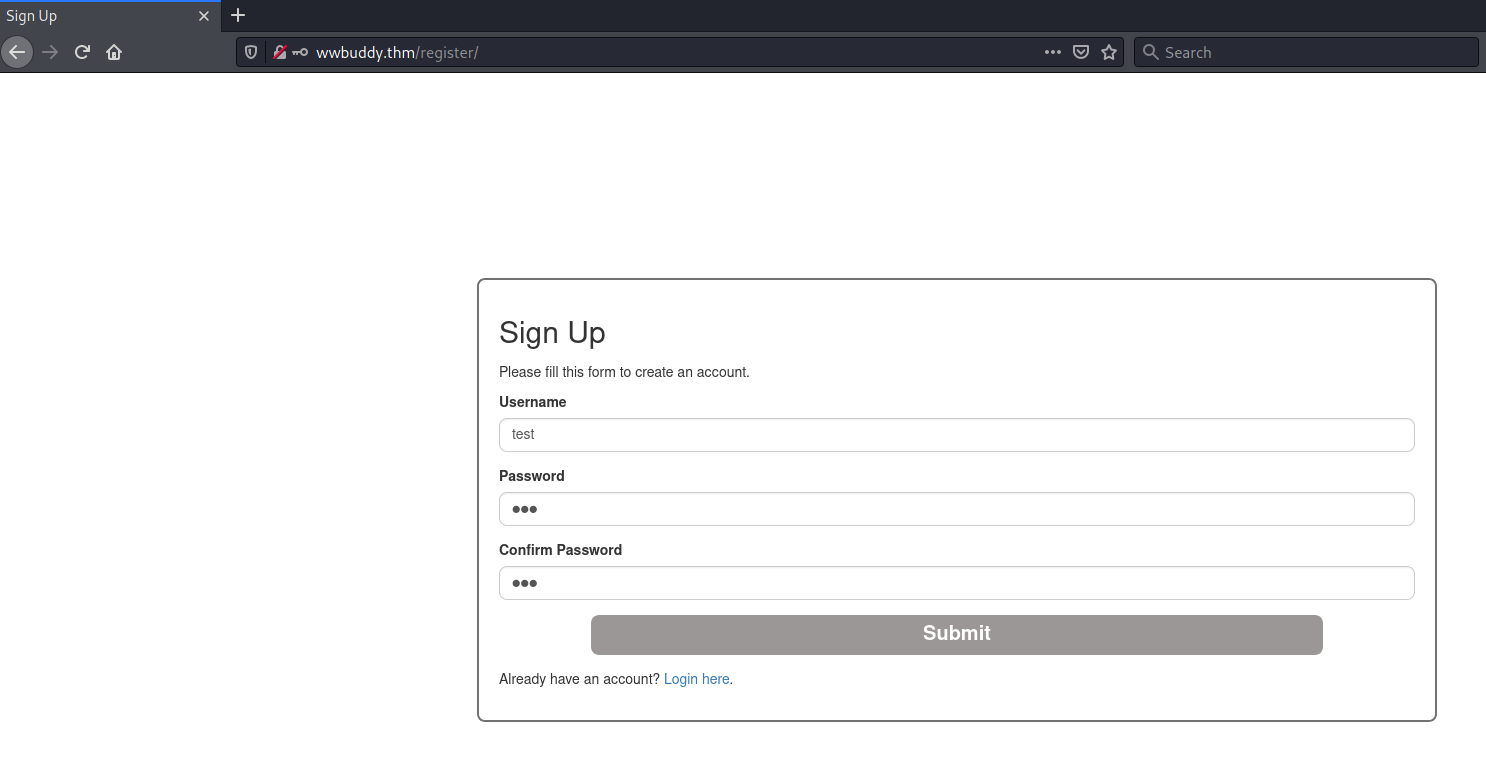 Sign Up
wwbuddy.thm/register/
Search
Sign Up
Please fill this form to create an account.
Username
test
Password
●●●
Confirm Password
●●●
Submit
Already have an account? Login here.